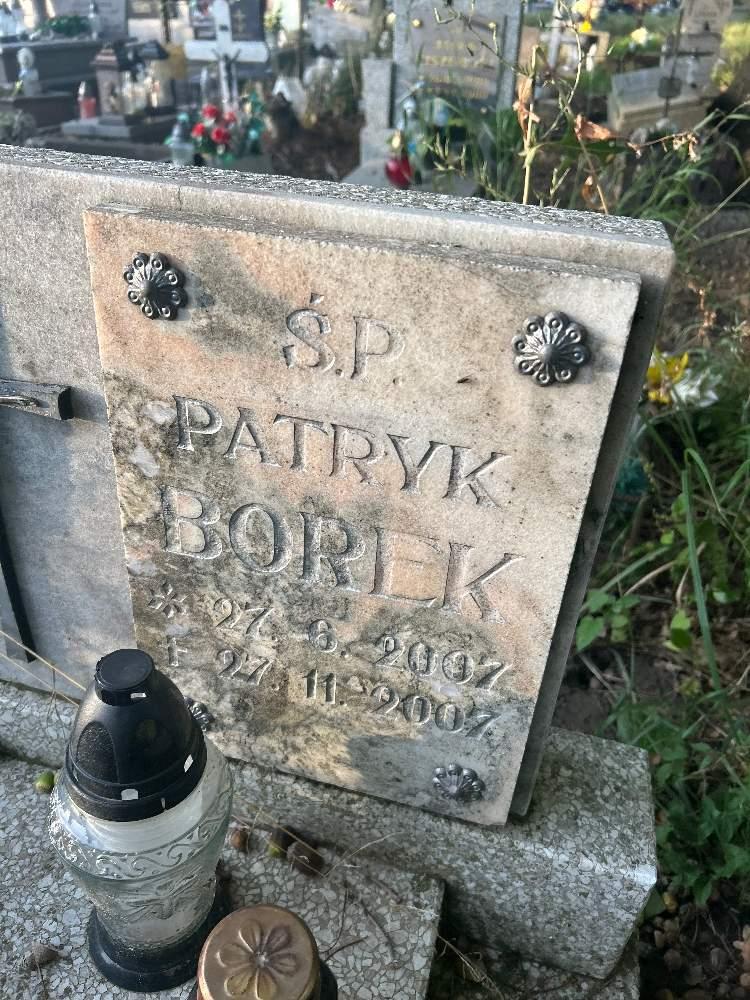 Ś.P.
PATRYK
BOREK
* 27. 6. 2007
† 27. 11. 2007